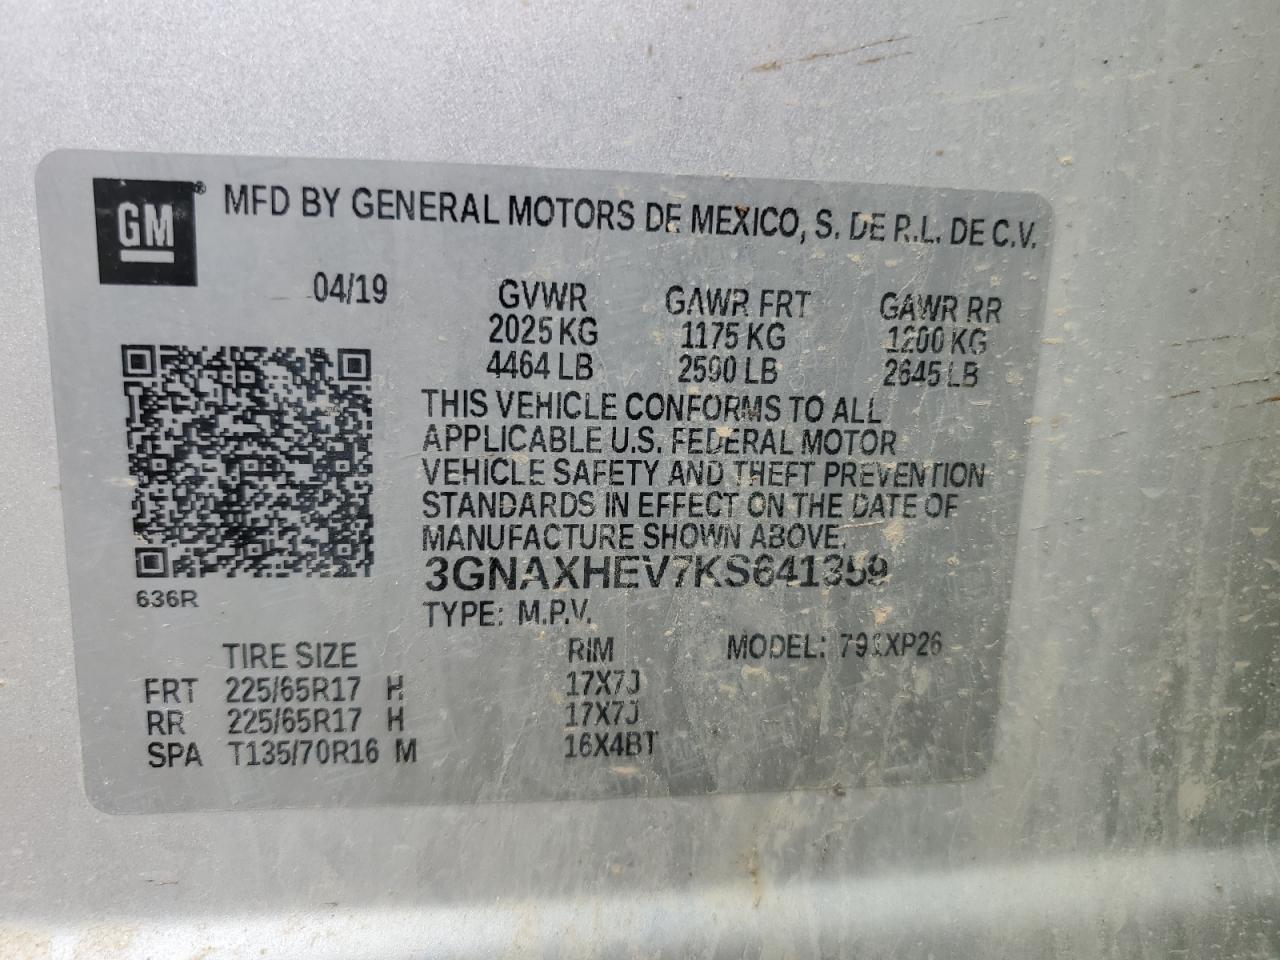 GM® MFD BY GENERAL MOTORS DE MEXICO, S. DE R.L. DE C.V.
04/19 GVWR GAWR FRT GAWR RR
2025 KG 1175 KG 1200 KG
4464 LB 2590 LB 2645 LB
THIS VEHICLE CONFORMS TO ALL
APPLICABLE U.S. FEDERAL MOTOR
VEHICLE SAFETY AND THEFT PREVENTION
STANDARDS IN EFFECT ON THE DATE OF
MANUFACTURE SHOWN ABOVE.
3GNAXHEV7KS641359
636R TYPE: M.P.V.
TIRE SIZE RIM MODEL: 791XP26
FRT 225/65R17 H 17X7J
RR 225/65R17 H 17X7J
SPA T135/70R16 M 16X4BT